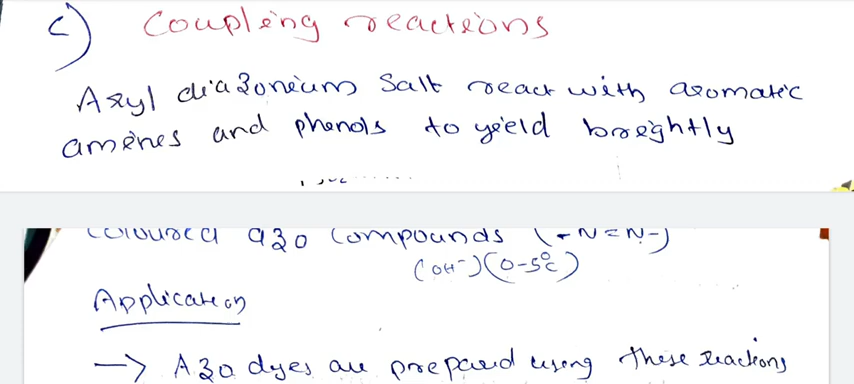 c) Coupling reactions
Aryl diazonium Salt react with aromatic
amines and phenols to yield brightly
coloured azo compounds (-N=N-)
(OH⁻)(0-5°C)
Application
→ Azo dyes are prepared using these reactions